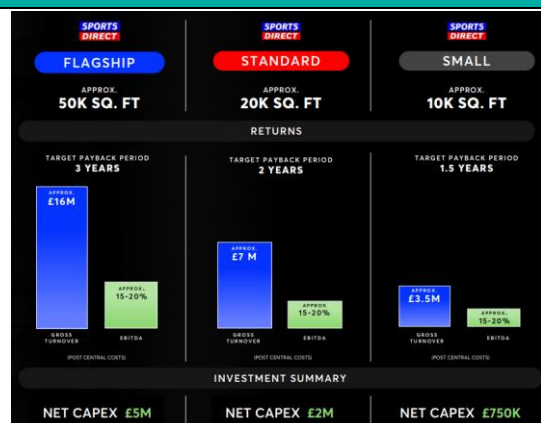 SPORTS
DIRECT
FLAGSHIP
APPROX.
50K SQ. FT
SPORTS
DIRECT
STANDARD
APPROX.
20K SQ. FT
SPORTS
DIRECT
SMALL
APPROX.
10K SQ. FT
RETURNS
TARGET PAYBACK PERIOD
3 YEARS
APPROX.
£16M
APPROX.
15-20%
GROSS
TURNOVER
EBITDA
(POST CENTRAL COSTS)
TARGET PAYBACK PERIOD
2 YEARS
APPROX.
£7 M
APPROX
15-20%
GROSS
TURNOVER
EBITDA
(POST CENTRAL COSTS)
TARGET PAYBACK PERIOD
1.5 YEARS
APPROX.
£3.5M
APPROX.
15-20%
GROSS
TURNOVER
EBITDA
(POST CENTRAL COSTS)
INVESTMENT SUMMARY
NET CAPEX £5M
NET CAPEX £2M
NET CAPEX £750K